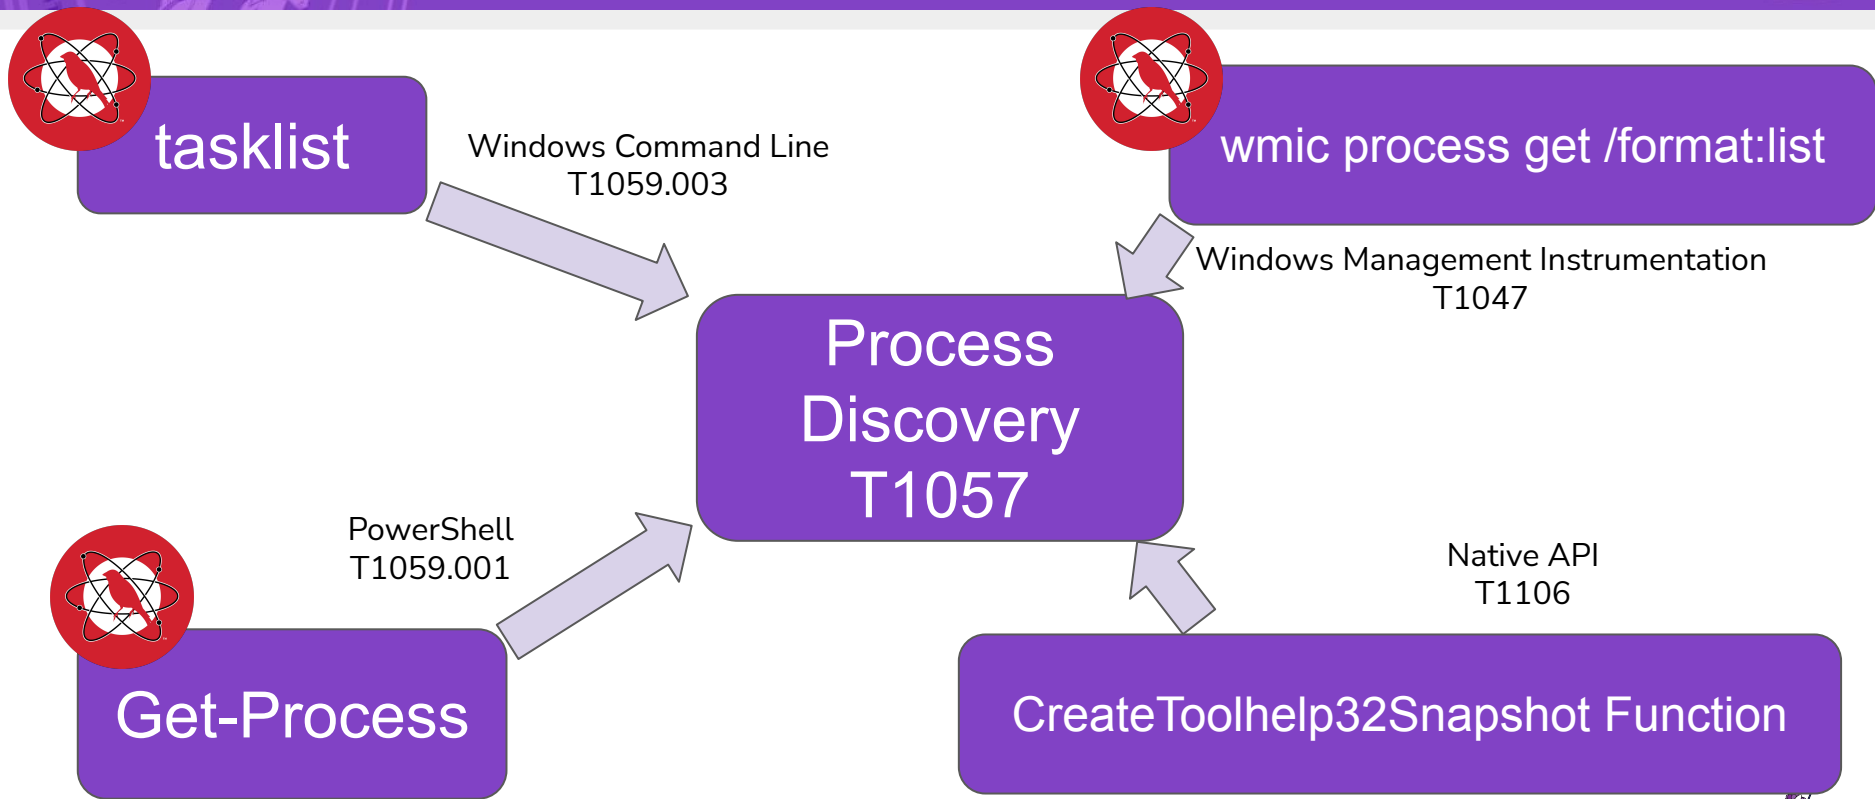 tasklist
Windows Command Line
T1059.003
wmic process get /format:list
Windows Management Instrumentation
T1047
Process
Discovery
T1057
PowerShell
T1059.001
Get-Process
Native API
T1106
CreateToolhelp32Snapshot Function